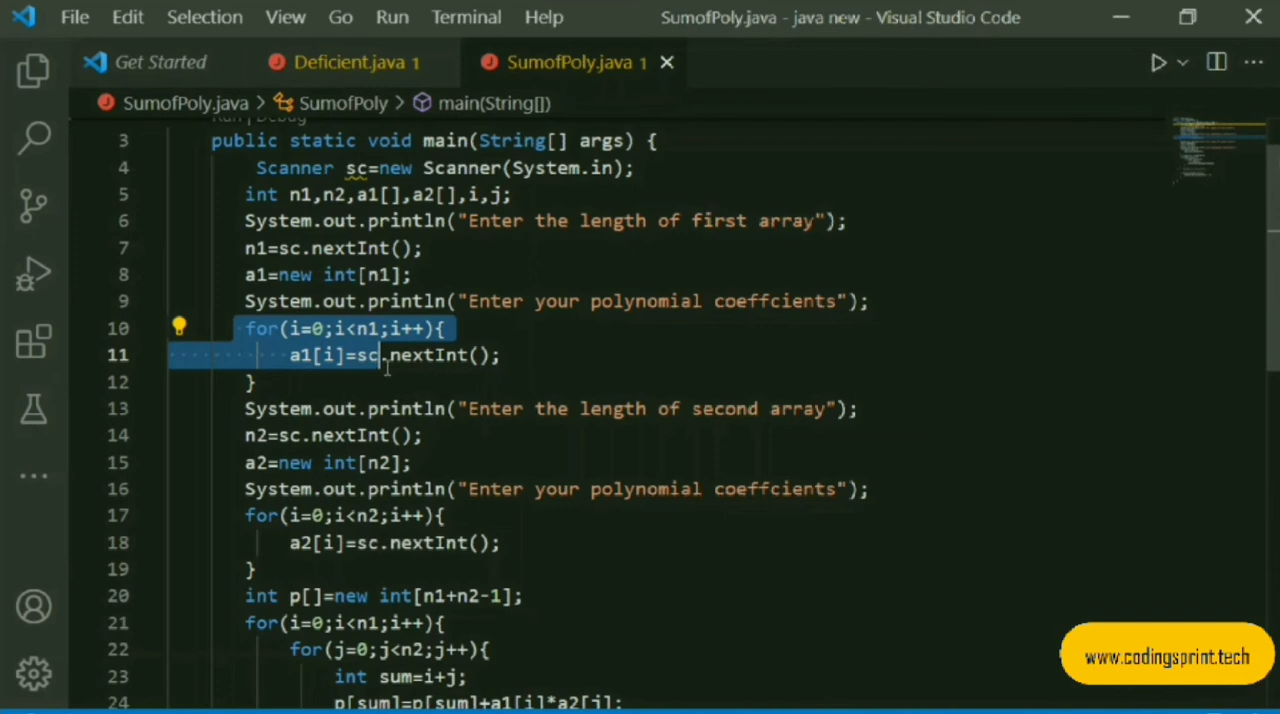 File Edit Selection View Go Run Terminal Help SumofPoly.java - java new - Visual Studio Code
Get Started Deficient.java 1 SumofPoly.java 1
SumofPoly.java > SumofPoly > main(String[])
Run | Debug
3 public static void main(String[] args) {
4 Scanner sc=new Scanner(System.in);
5 int n1,n2,a1[],a2[],i,j;
6 System.out.println("Enter the length of first array");
7 n1=sc.nextInt();
8 a1=new int[n1];
9 System.out.println("Enter your polynomial coeffcients");
10 for(i=0;i<n1;i++){
11 a1[i]=sc.nextInt();
12 }
13 System.out.println("Enter the length of second array");
14 n2=sc.nextInt();
15 a2=new int[n2];
16 System.out.println("Enter your polynomial coeffcients");
17 for(i=0;i<n2;i++){
18 a2[i]=sc.nextInt();
19 }
20 int p[]=new int[n1+n2-1];
21 for(i=0;i<n1;i++){
22 for(j=0;j<n2;j++){
23 int sum=i+j;
24 p[sum]=p[sum]+a1[i]*a2[j];
www.codingsprint.tech